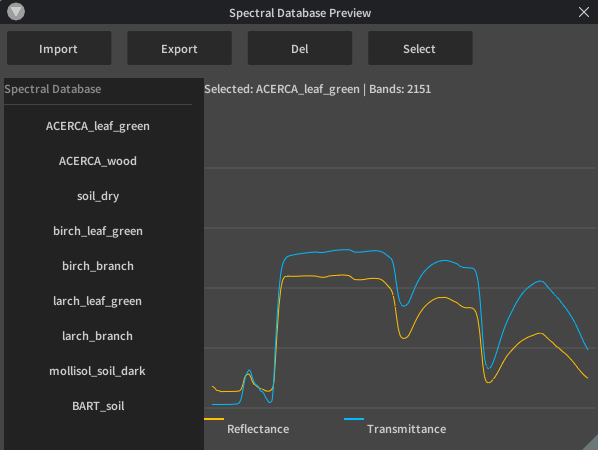 Spectral Database Preview
Import Export Del Select
Spectral Database
Selected: ACERCA_leaf_green | Bands: 2151
ACERCA_leaf_green
ACERCA_wood
soil_dry
birch_leaf_green
birch_branch
larch_leaf_green
larch_branch
mollisol_soil_dark
BART_soil
Reflectance Transmittance